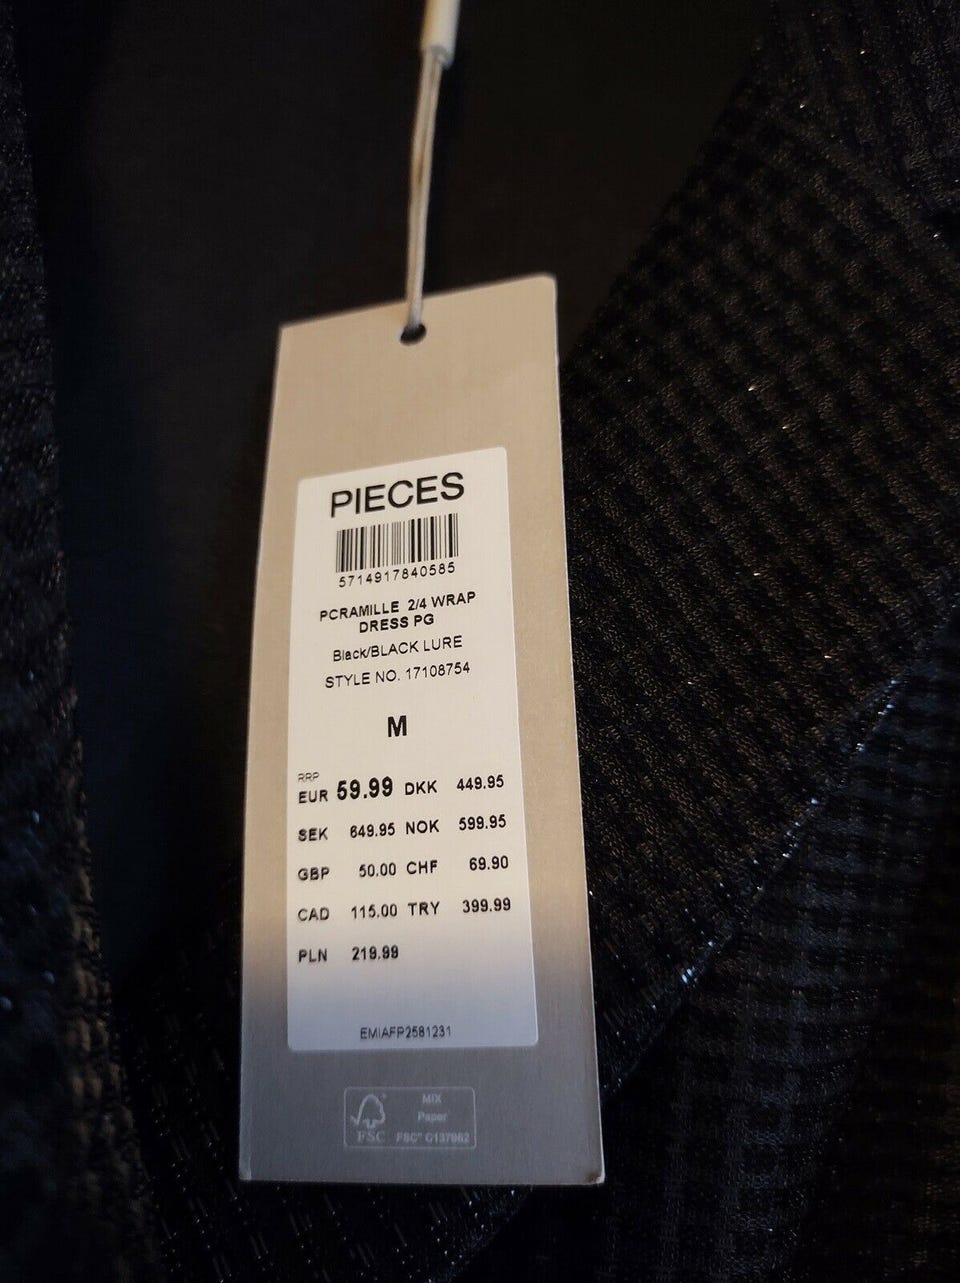 PIECES
5714917840585
PCRAMILLE 2/4 WRAP
DRESS PG
Black/BLACK LURE
STYLE NO. 17108754
M
RRP
EUR 59.99 DKK 449.95
SEK 649.95 NOK 599.95
GBP 50.00 CHF 69.90
CAD 115.00 TRY 399.99
PLN 219.99
EMIAFP2581231
MIX
Paper
FSC FSC®